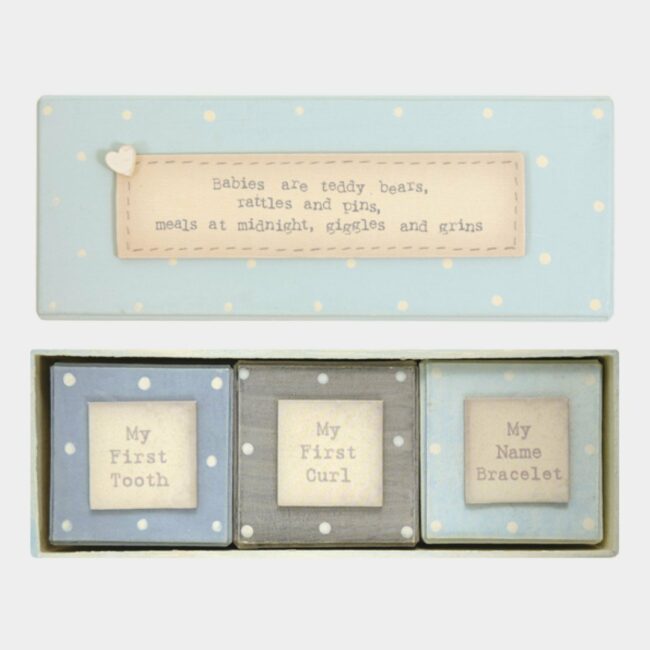 Babies are teddy bears,
rattles and pins,
meals at midnight, giggles and grins
My
First
Tooth
My
First
Curl
My
Name
Bracelet